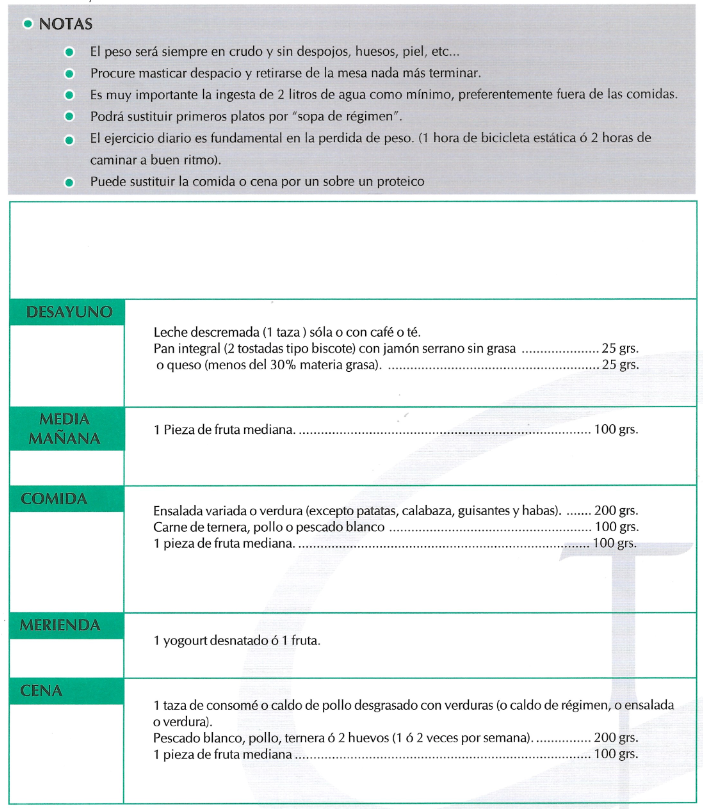 NOTAS
El peso será siempre en crudo y sin despojos, huesos, piel, etc...
Procure masticar despacio y retirarse de la mesa nada más terminar.
Es muy importante la ingesta de 2 litros de agua como mínimo, preferentemente fuera de las comidas.
Podrá sustituir primeros platos por “sopa de régimen”.
El ejercicio diario es fundamental en la perdida de peso. (1 hora de bicicleta estática ó 2 horas de
caminar a buen ritmo).
Puede sustituir la comida o cena por un sobre un proteico
DESAYUNO
Leche descremada (1 taza ) sóla o con café o té.
Pan integral (2 tostadas tipo biscote) con jamón serrano sin grasa ..................... 25 grs.
o queso (menos del 30% materia grasa). ......................................................... 25 grs.
MEDIA
MAÑANA
1 Pieza de fruta mediana. ............................................................................... 100 grs.
COMIDA
Ensalada variada o verdura (excepto patatas, calabaza, guisantes y habas). ....... 200 grs.
Carne de ternera, pollo o pescado blanco ....................................................... 100 grs.
1 pieza de fruta mediana. ............................................................................... 100 grs.
MERIENDA
1 yogourt desnatado ó 1 fruta.
CENA
1 taza de consomé o caldo de pollo desgrasado con verduras (o caldo de régimen, o ensalada
o verdura).
Pescado blanco, pollo, ternera ó 2 huevos (1 ó 2 veces por semana). ............... 200 grs.
1 pieza de fruta mediana ................................................................................ 100 grs.